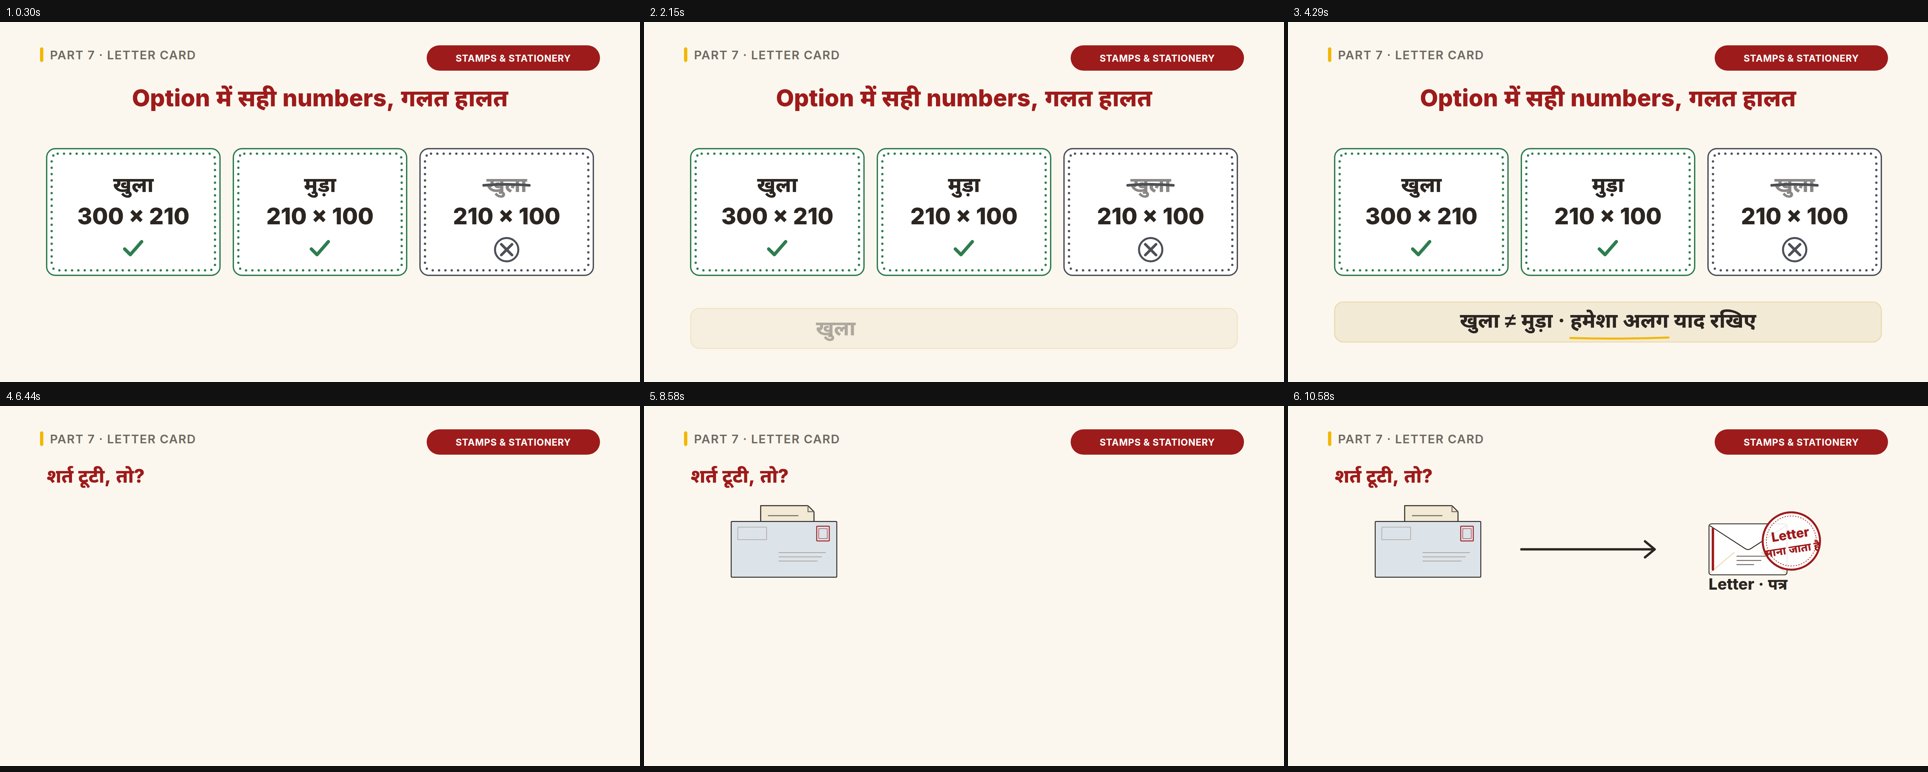 1. 0.30s
PART 7 · LETTER CARD
STAMPS & STATIONERY
Option में सही numbers, गलत हालत
खुला
300 × 210
मुड़ा
210 × 100
खुला
210 × 100
2. 2.15s
PART 7 · LETTER CARD
STAMPS & STATIONERY
Option में सही numbers, गलत हालत
खुला
300 × 210
मुड़ा
210 × 100
खुला
210 × 100
खुला
3. 4.29s
PART 7 · LETTER CARD
STAMPS & STATIONERY
Option में सही numbers, गलत हालत
खुला
300 × 210
मुड़ा
210 × 100
खुला
210 × 100
खुला ≠ मुड़ा · हमेशा अलग याद रखिए
4. 6.44s
PART 7 · LETTER CARD
STAMPS & STATIONERY
शर्त टूटी, तो?
5. 8.58s
PART 7 · LETTER CARD
STAMPS & STATIONERY
शर्त टूटी, तो?
6. 10.58s
PART 7 · LETTER CARD
STAMPS & STATIONERY
शर्त टूटी, तो?
Letter
माना जाता है
Letter · पत्र